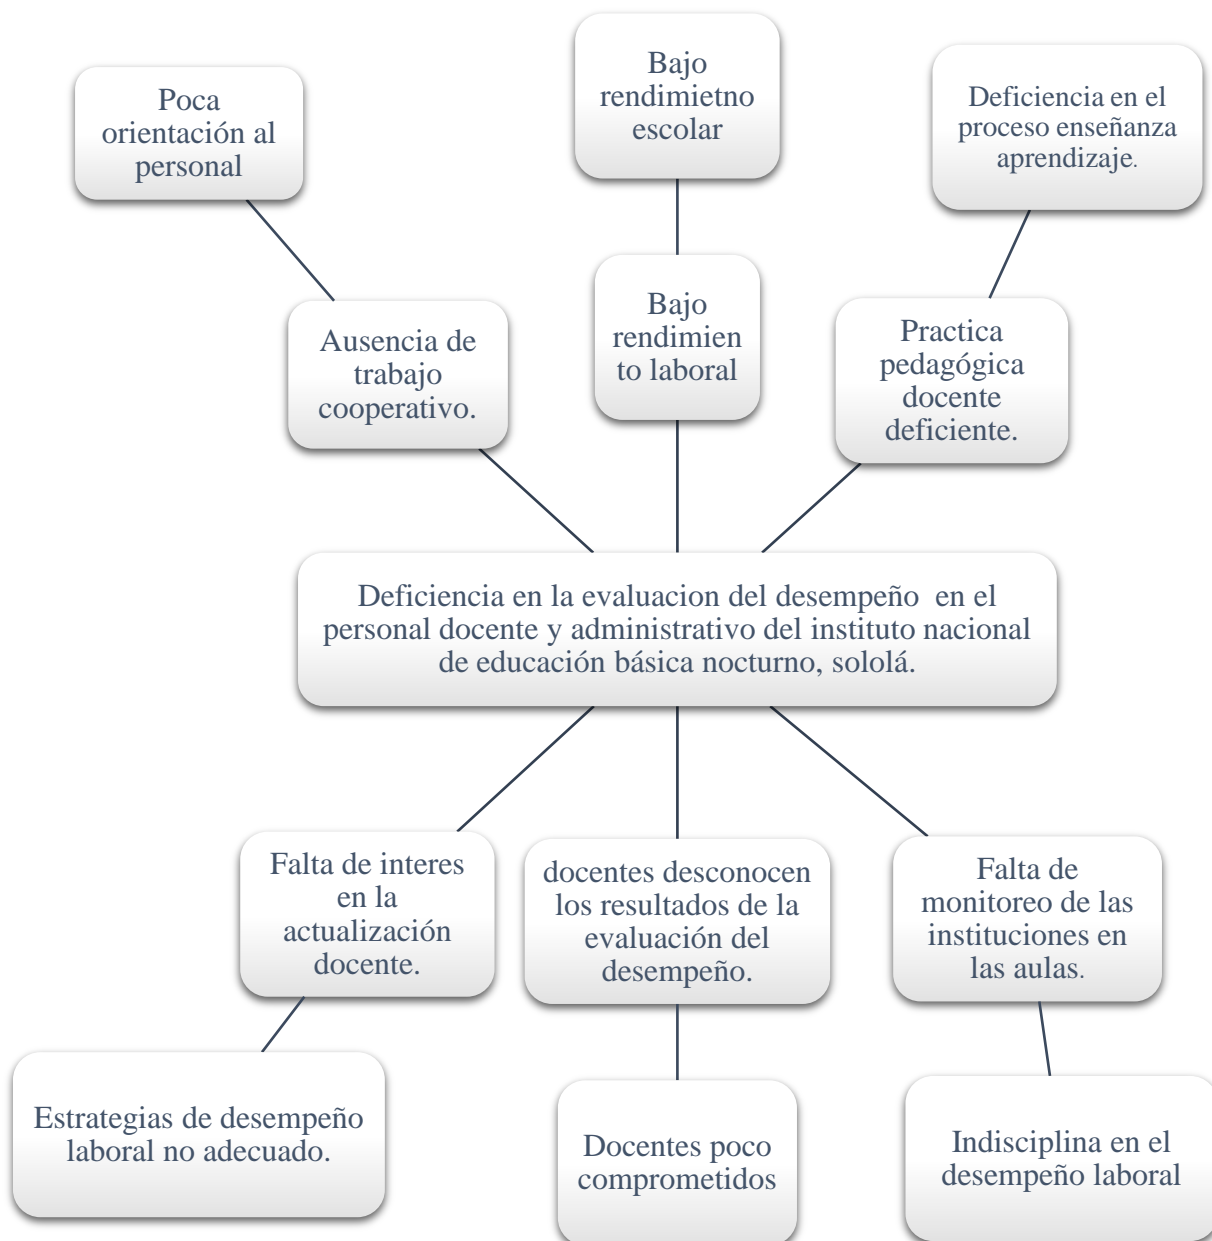 Poca
orientación al
personal
Bajo
rendimietno
escolar
Deficiencia en el
proceso enseñanza
aprendizaje.
Ausencia de
trabajo
cooperativo.
Bajo
rendimien
to laboral
Practica
pedagógica
docente
deficiente.
Deficiencia en la evaluacion del desempeño en el
personal docente y administrativo del instituto nacional
de educación básica nocturno, sololá.
Falta de interes
en la
actualización
docente.
docentes desconocen
los resultados de la
evaluación del
desempeño.
Falta de
monitoreo de las
instituciones en
las aulas.
Estrategias de desempeño
laboral no adecuado.
Docentes poco
comprometidos
Indisciplina en el
desempeño laboral